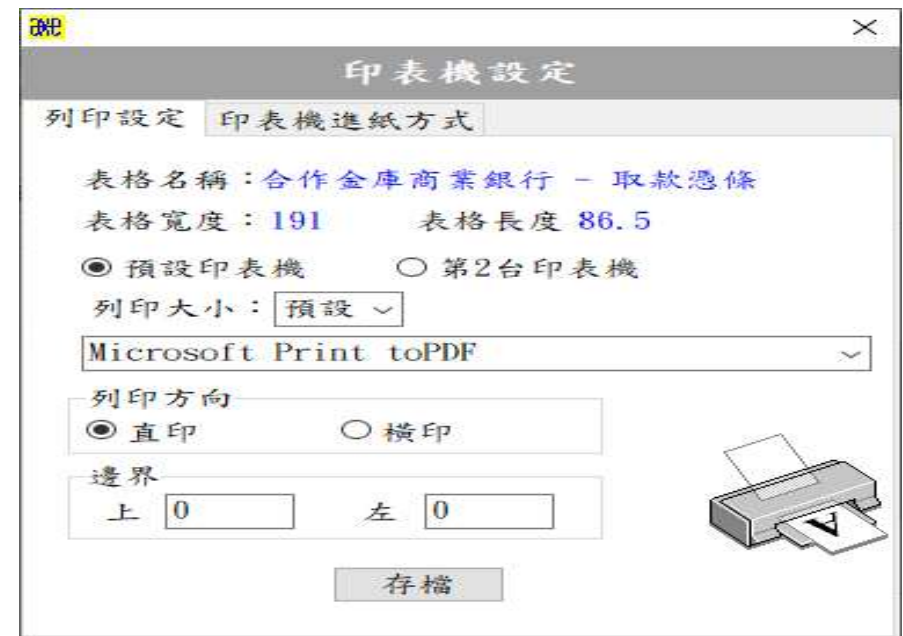 印表機設定
列印設定 印表機進紙方式
表格名稱：合作金庫商業銀行 - 取款憑條
表格寬度：191 表格長度 86.5
預設印表機 第2台印表機
列印大小：預設
Microsoft Print toPDF
列印方向
直印 橫印
邊界
上 0 左 0
A
存檔